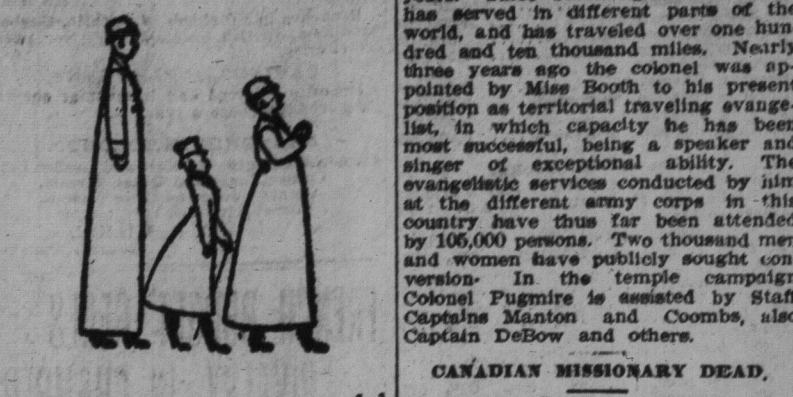 has served in different parts of the
world, and has traveled over one hun
dred and ten thousand miles. Nearly
three years ago the colonel was ap-
pointed by Miss Booth to his present
position as territorial traveling evange-
list, in which capacity he has been
most successful, being a speaker and
singer of exceptional ability. The
evangelistic services conducted by him
at the different army corps in this
country have thus far been attended
by 105,000 persons. Two thousand men
and women have publicly sought con
version. In the temple campaign
Colonel Pugmire is assisted by Staff
Captains Manton and Coombs, also
Captain DeBow and others.
CANADIAN MISSIONARY DEAD.